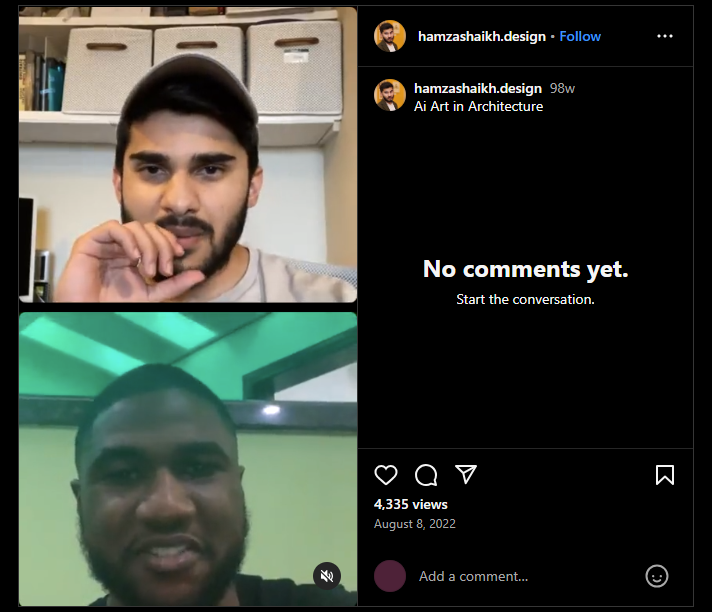 hamzashaikh.design • Follow
hamzashaikh.design 98w
Ai Art in Architecture
No comments yet.
Start the conversation.
4,335 views
August 8, 2022
Add a comment...